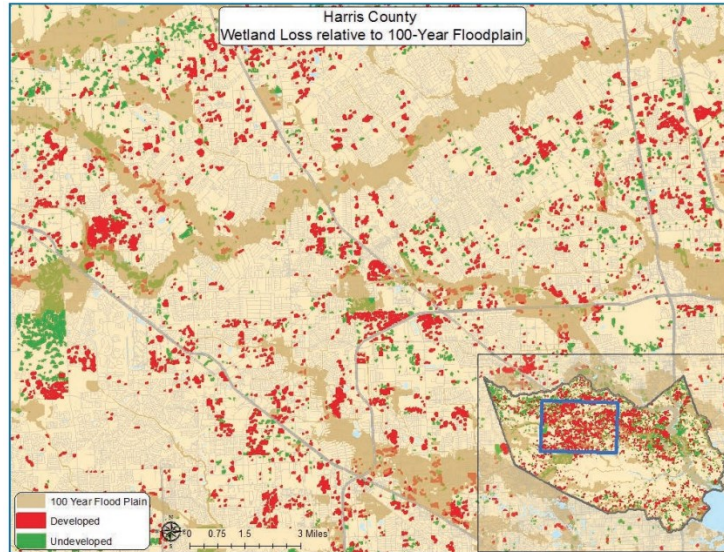 Harris County
Wetland Loss relative to 100-Year Floodplain
100 Year Flood Plain
Developed
Undeveloped
0 0.75 1.5 3 Miles